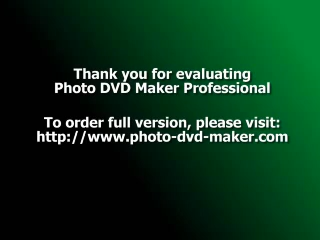 Thank you for evaluating
Photo DVD Maker Professional
To order full version, please visit:
http://www.photo-dvd-maker.com